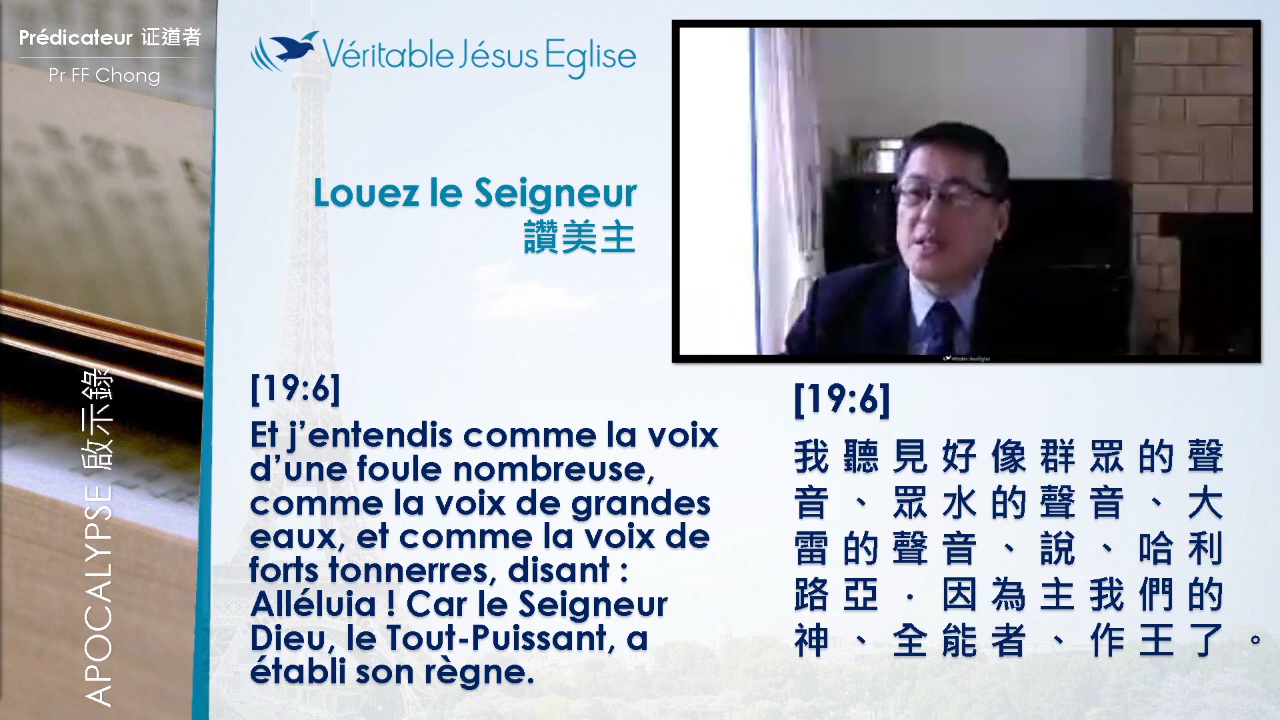 Prédicateur 证道者
Pr FF Chong
Véritable Jésus Eglise
Louez le Seigneur
讚美主
APOCALYPSE 啟示錄
[19:6]
Et j’entendis comme la voix
d’une foule nombreuse,
comme la voix de grandes
eaux, et comme la voix de
forts tonnerres, disant :
Alléluia ! Car le Seigneur
Dieu, le Tout-Puissant, a
établi son règne.
[19:6]
我聽見好像群眾的聲
音、眾水的聲音、大
雷的聲音、說、哈利
路亞．因為主我們的
神、全能者、作王了。
Véritable Jésus Eglise